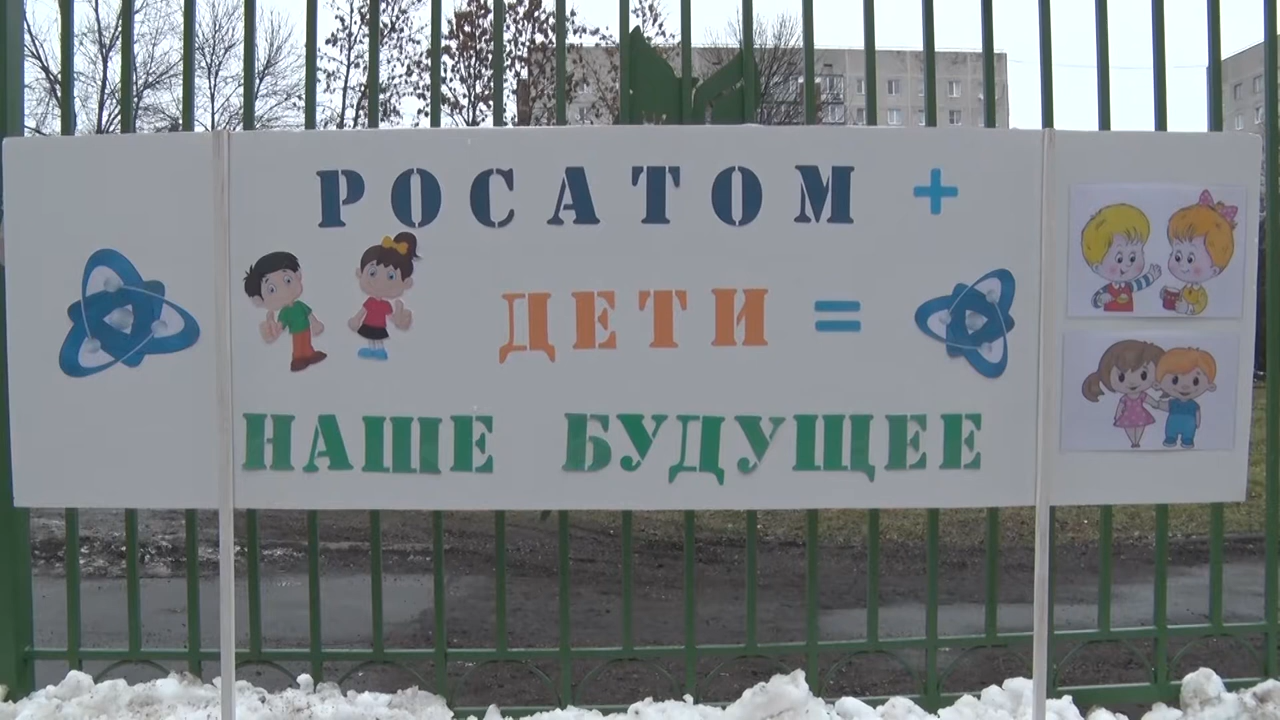 РОСАТОМ +
ДЕТИ =
НАШЕ БУДУЩЕЕ